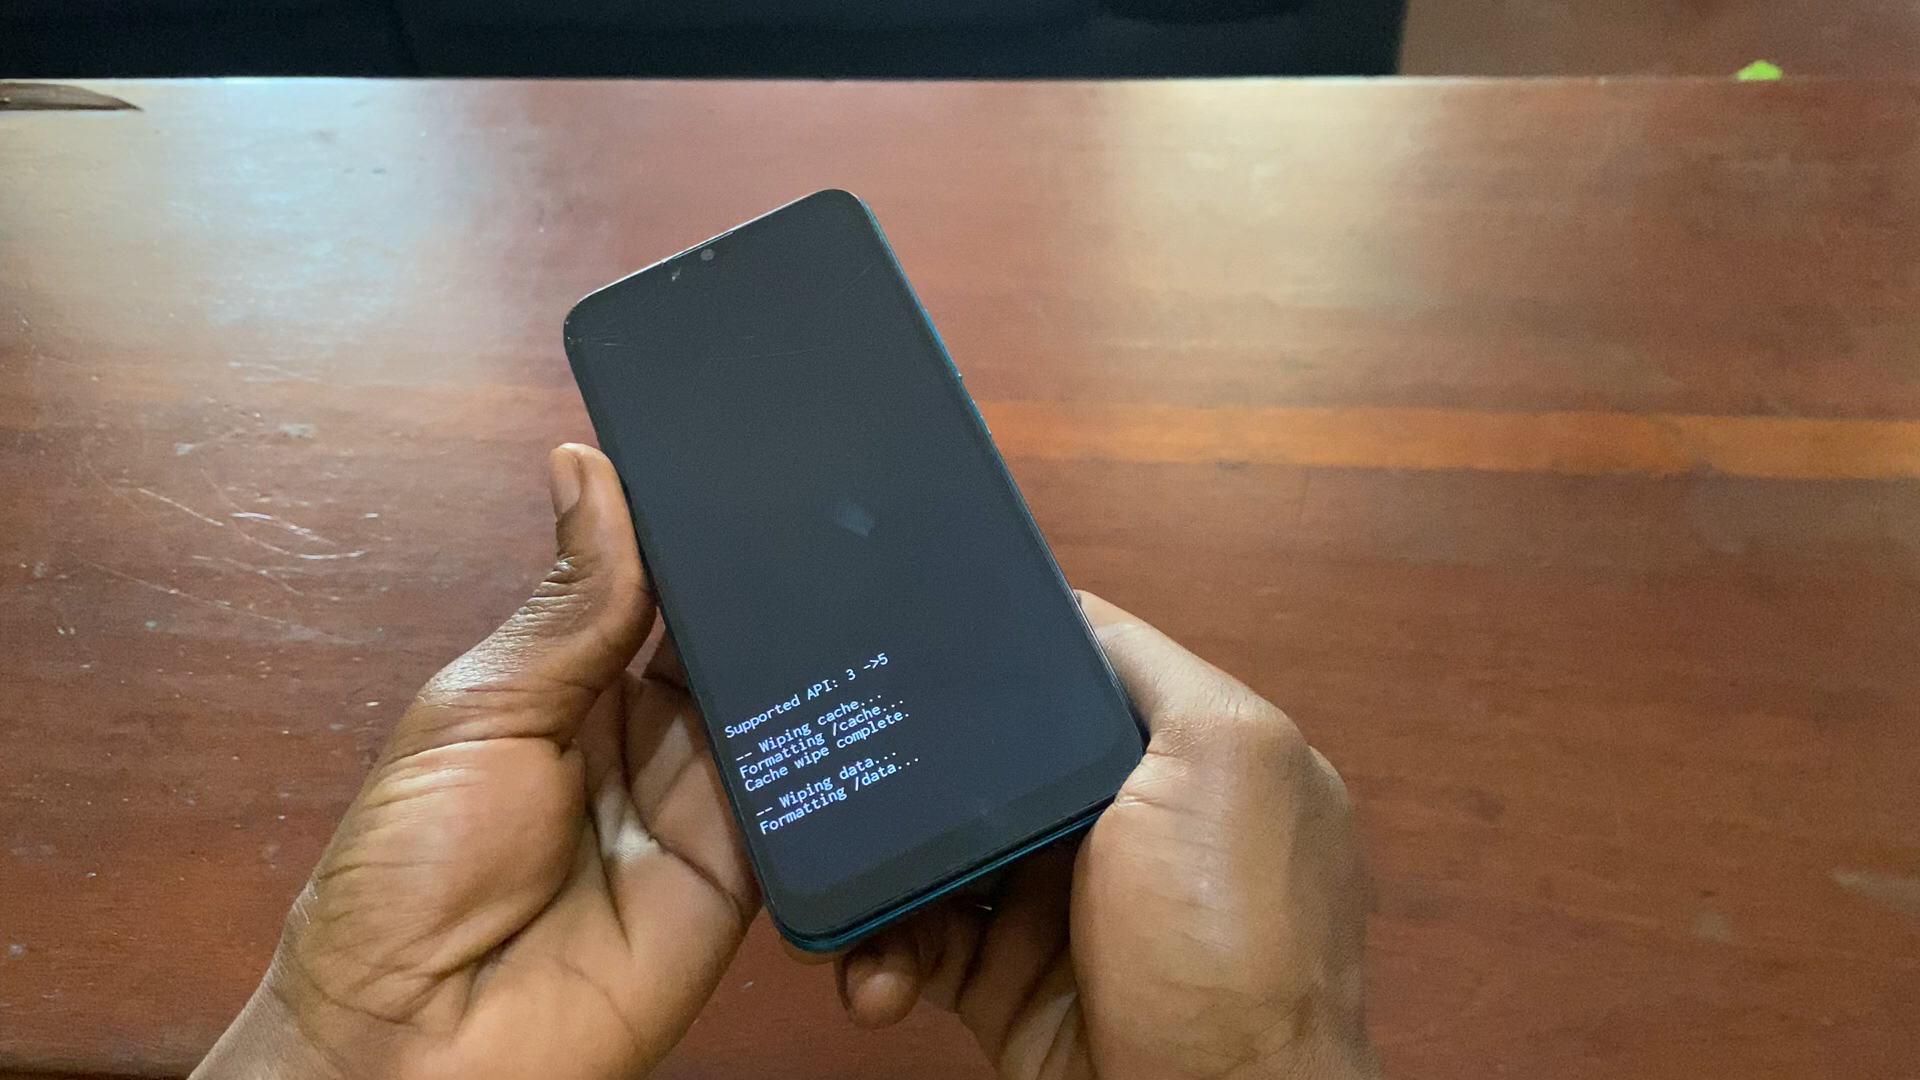 Supported API: 3 ->5
-- Wiping cache...
Formatting /cache...
Cache wipe complete.
-- Wiping data...
Formatting /data...